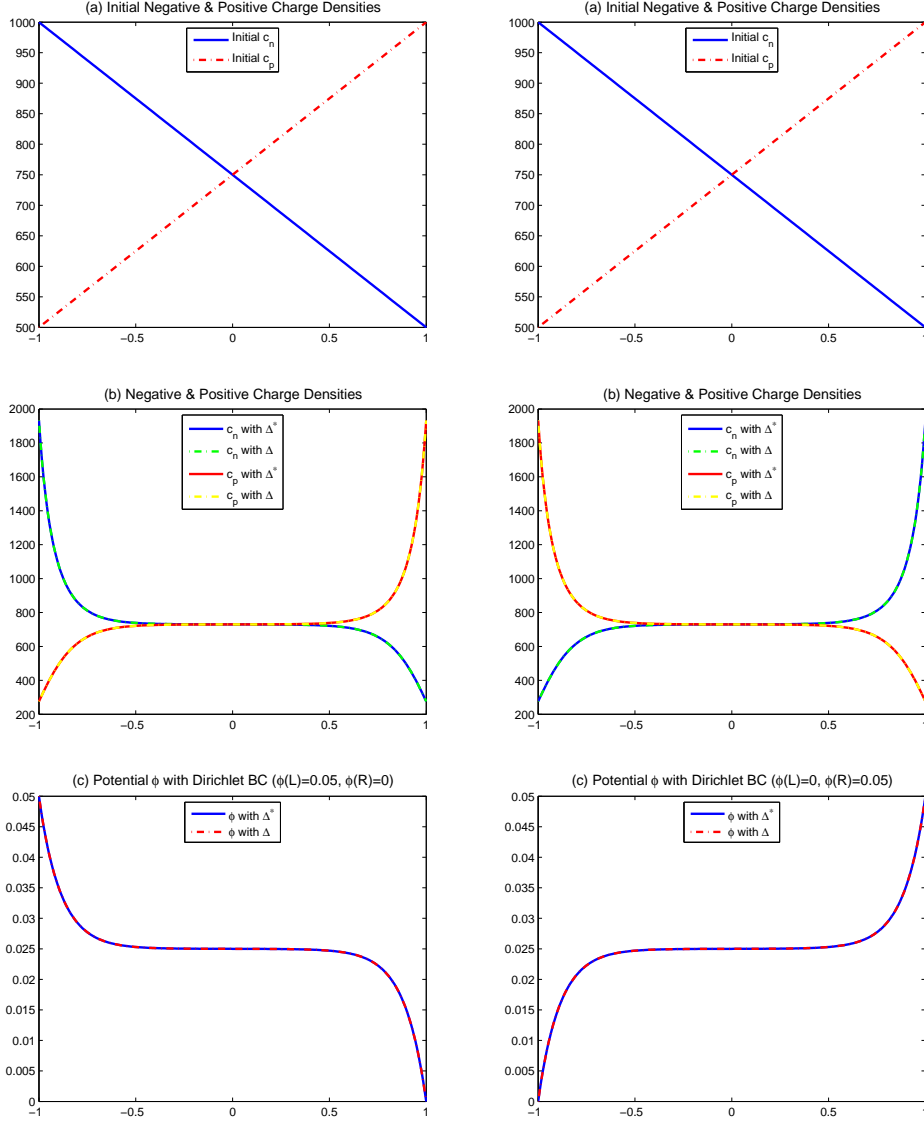 (a) Initial Negative & Positive Charge Densities
1000
950
900
850
800
750
700
650
600
550
500
Initial c_n
Initial c_p
−1 −0.5 0 0.5 1
(a) Initial Negative & Positive Charge Densities
1000
950
900
850
800
750
700
650
600
550
500
Initial c_n
Initial c_p
−1 −0.5 0 0.5 1
(b) Negative & Positive Charge Densities
2000
1800
1600
1400
1200
1000
800
600
400
200
c_n with Δ*
c_n with Δ
c_p with Δ*
c_p with Δ
−1 −0.5 0 0.5 1
(b) Negative & Positive Charge Densities
2000
1800
1600
1400
1200
1000
800
600
400
200
c_n with Δ*
c_n with Δ
c_p with Δ*
c_p with Δ
−1 −0.5 0 0.5 1
(c) Potential ϕ with Dirichlet BC (ϕ(L)=0.05, ϕ(R)=0)
0.05
0.045
0.04
0.035
0.03
0.025
0.02
0.015
0.01
0.005
0
ϕ with Δ*
ϕ with Δ
−1 −0.5 0 0.5 1
(c) Potential ϕ with Dirichlet BC (ϕ(L)=0, ϕ(R)=0.05)
0.05
0.045
0.04
0.035
0.03
0.025
0.02
0.015
0.01
0.005
0
ϕ with Δ*
ϕ with Δ
−1 −0.5 0 0.5 1